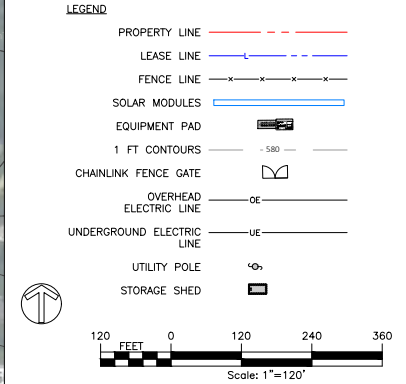 LEGEND
PROPERTY LINE
LEASE LINE L
FENCE LINE x x x x
SOLAR MODULES
EQUIPMENT PAD
1 FT CONTOURS 580
CHAINLINK FENCE GATE
OVERHEAD
ELECTRIC LINE OE
UNDERGROUND ELECTRIC
LINE UE
UTILITY POLE
STORAGE SHED
120 FEET 0 120 240 360
Scale: 1"=120'